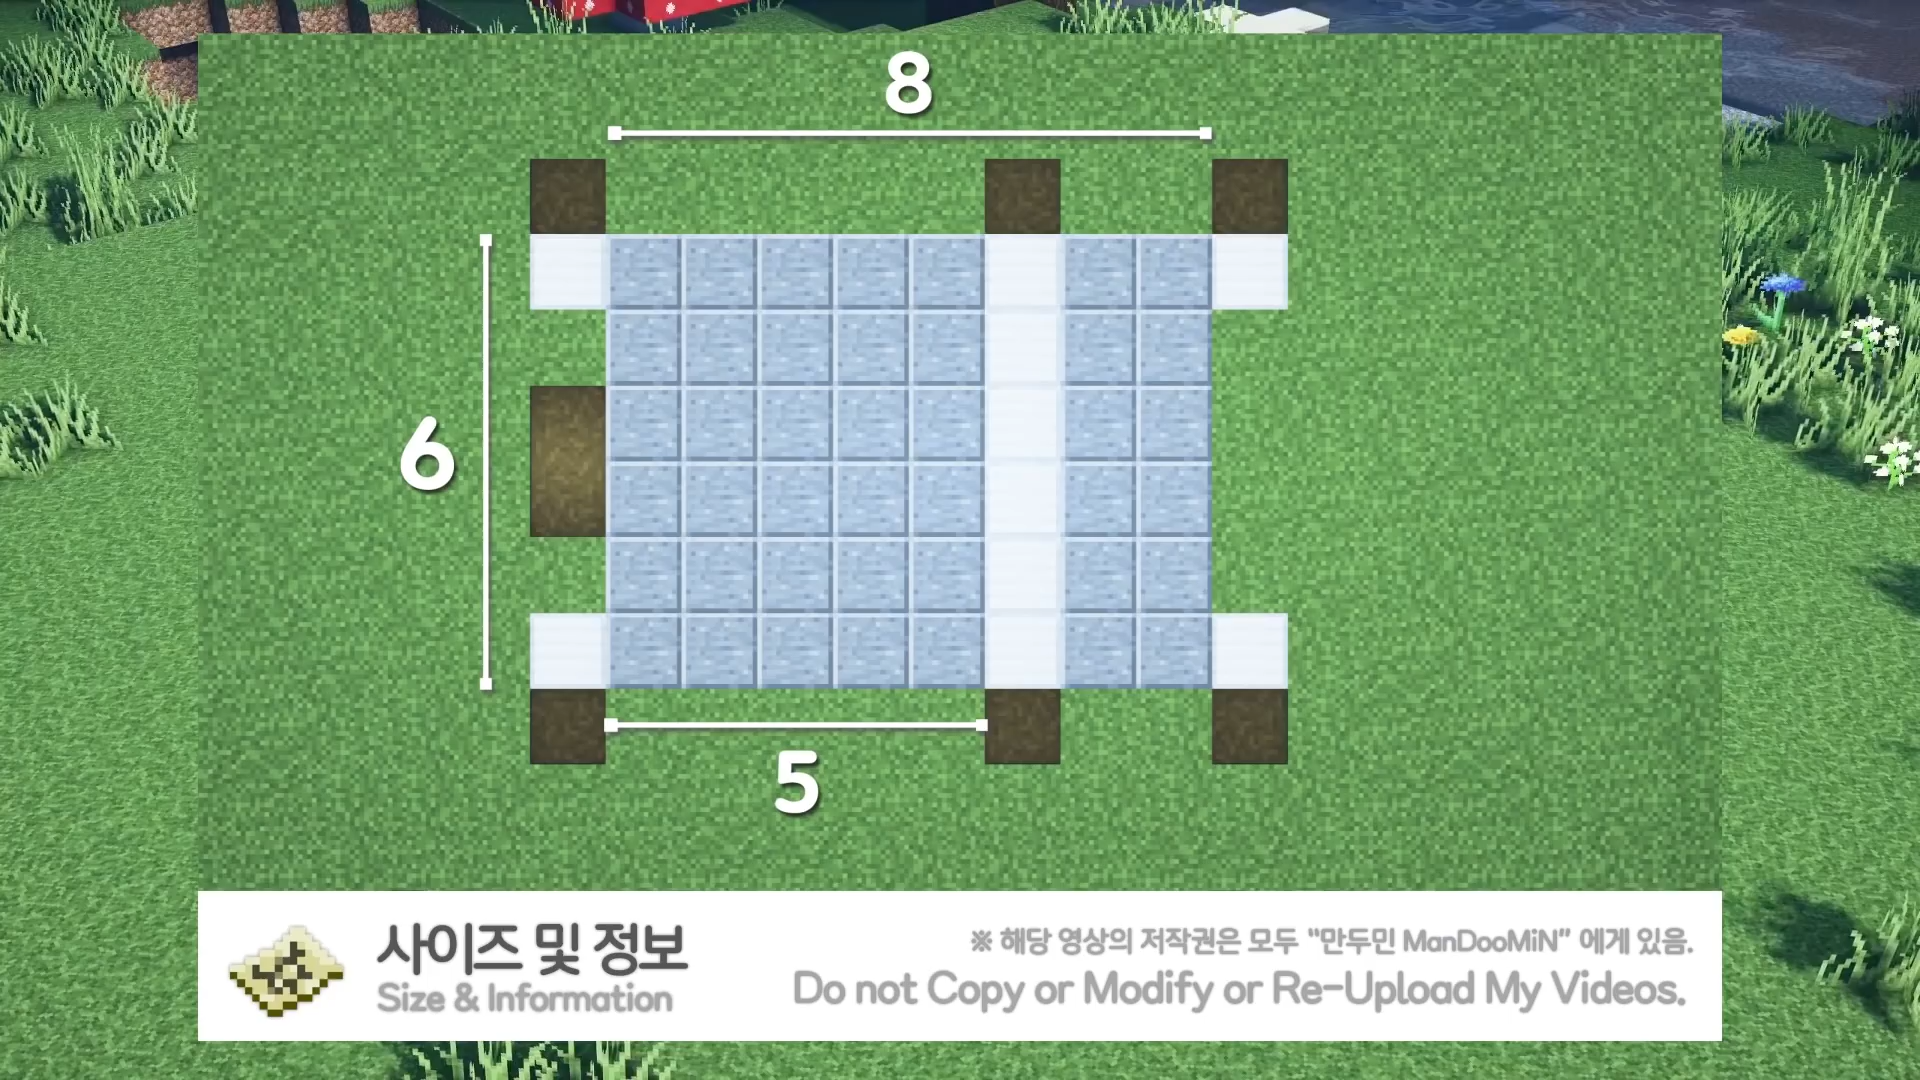 8
6
5
사이즈 및 정보
Size & Information
※ 해당 영상의 저작권은 모두 "만두민 ManDooMiN" 에게 있음.
Do not Copy or Modify or Re-Upload My Videos.